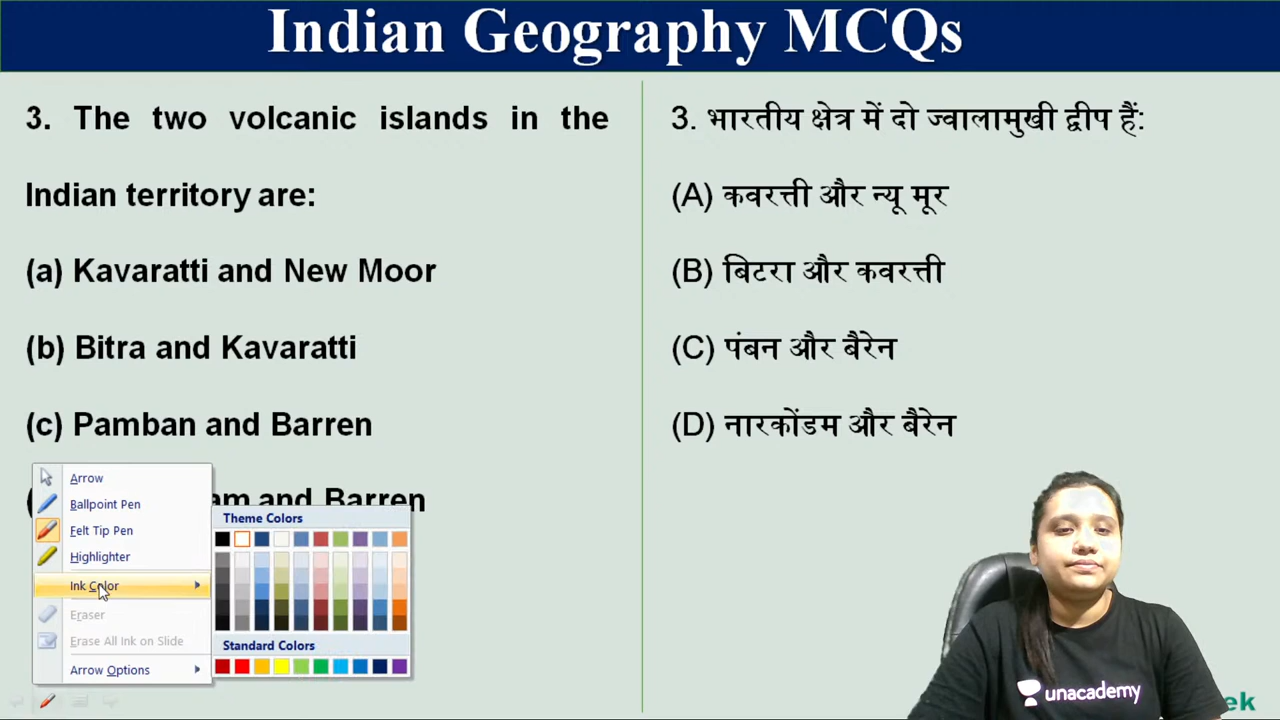 Indian Geography MCQs
3. The two volcanic islands in the
Indian territory are:
(a) Kavaratti and New Moor
(b) Bitra and Kavaratti
(c) Pamban and Barren
and Barren
3. भारतीय क्षेत्र में दो ज्वालामुखी द्वीप हैं:
(A) कवरत्ती और न्यू मूर
(B) बिटरा और कवरत्ती
(C) पंबन और बैरेन
(D) नारकोंडम और बैरेन
Arrow
Ballpoint Pen
Felt Tip Pen
Highlighter
Ink Color
Eraser
Erase All Ink on Slide
Arrow Options
Theme Colors
Standard Colors
unacademy